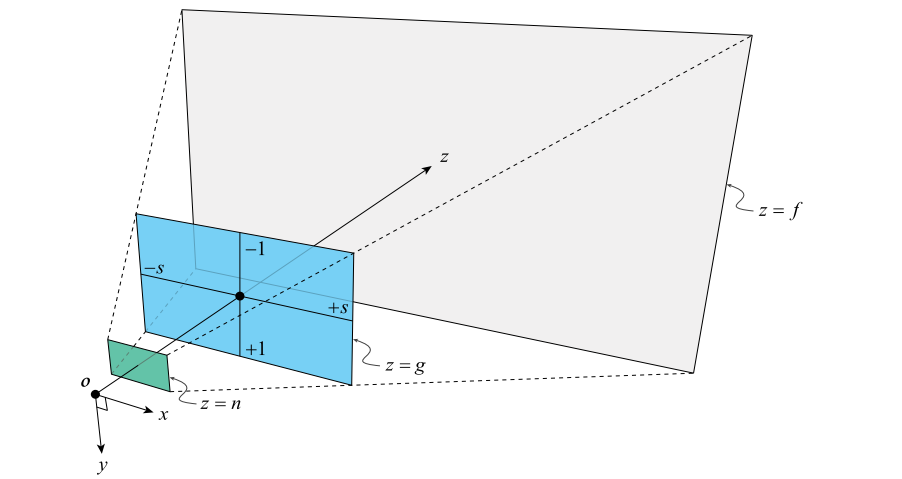 z
z = f
−1
−s
+s
+1
z = g
o
z = n
x
y